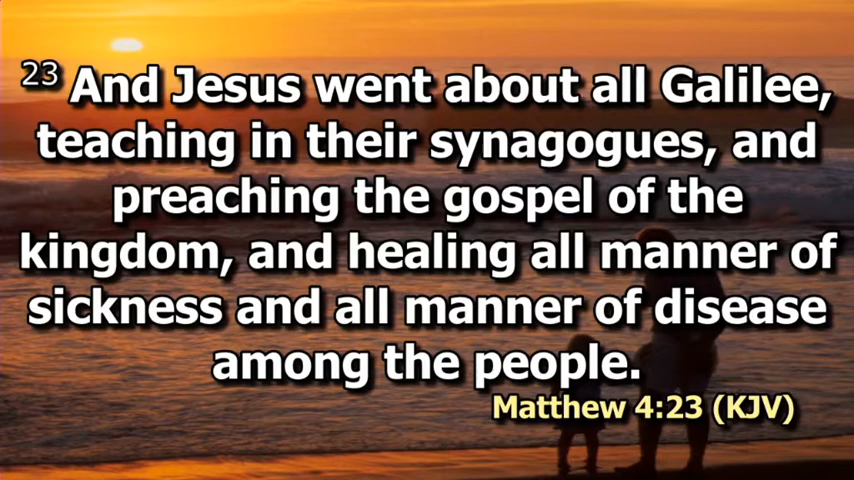 23 And Jesus went about all Galilee,
teaching in their synagogues, and
preaching the gospel of the
kingdom, and healing all manner of
sickness and all manner of disease
among the people.
Matthew 4:23 (KJV)